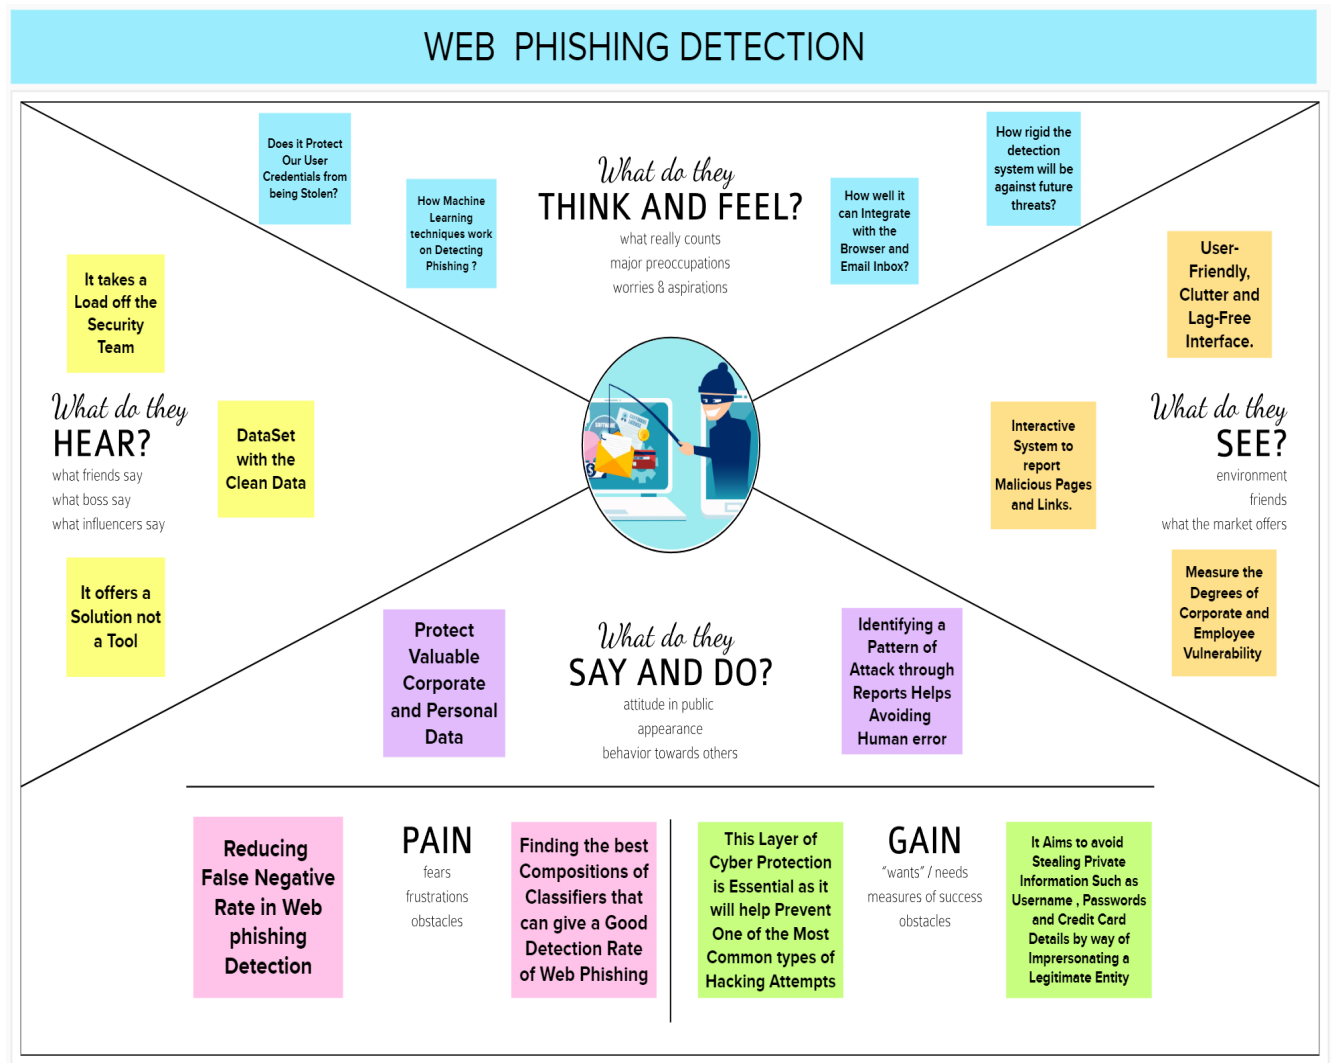 WEB PHISHING DETECTION
Does it Protect
Our User
Credentials from
being Stolen?
How Machine
Learning
techniques work
on Detecting
Phishing ?
What do they
THINK AND FEEL?
what really counts
major preoccupations
worries & aspirations
How well it
can Integrate
with the
Browser and
Email Inbox?
How rigid the
detection
system will be
against future
threats?
It takes a
Load off the
Security
Team
What do they
HEAR?
what friends say
what boss say
what influencers say
DataSet
with the
Clean Data
It offers a
Solution not
a Tool
User-
Friendly,
Clutter and
Lag-Free
Interface.
Interactive
System to
report
Malicious Pages
and Links.
What do they
SEE?
environment
friends
what the market offers
Measure the
Degrees of
Corporate and
Employee
Vulnerability
SOFTWARE
$
Protect
Valuable
Corporate
and Personal
Data
What do they
SAY AND DO?
attitude in public
appearance
behavior towards others
Identifying a
Pattern of
Attack through
Reports Helps
Avoiding
Human error
Reducing
False Negative
Rate in Web
phishing
Detection
PAIN
fears
frustrations
obstacles
Finding the best
Compositions of
Classifiers that
can give a Good
Detection Rate
of Web Phishing
This Layer of
Cyber Protection
is Essential as it
will help Prevent
One of the Most
Common types of
Hacking Attempts
GAIN
"wants" / needs
measures of success
obstacles
It Aims to avoid
Stealing Private
Information Such as
Username , Passwords
and Credit Card
Details by way of
Impersonating a
Legitimate Entity